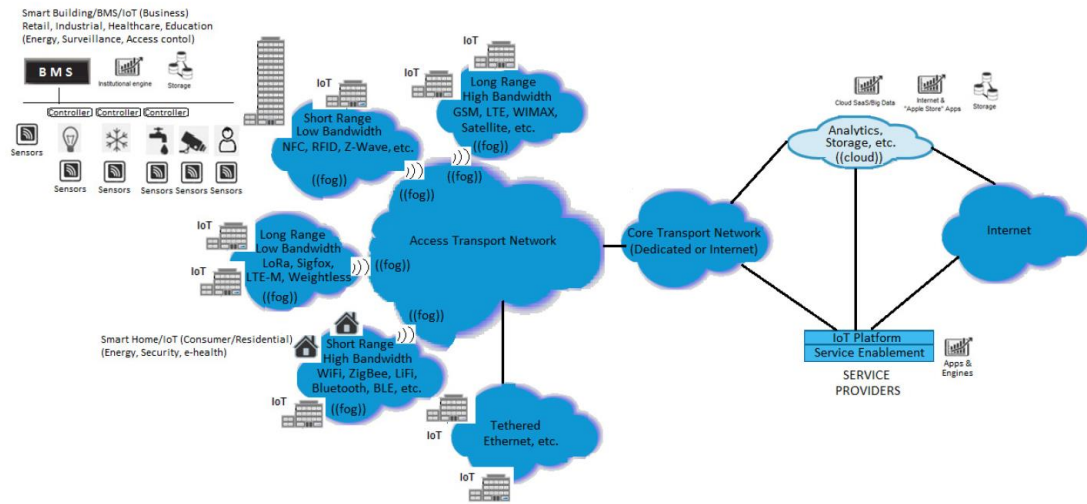 Smart Building/BMS/IoT (Business)
Retail, Industrial, Healthcare, Education
(Energy, Surveillance, Access contol)
BMS
Institutional engine
Storage
Controller
Controller
Controller
Sensors
Sensors
Sensors
Sensors
Sensors
Sensors
IoT
IoT
Short Range
Low Bandwidth
NFC, RFID, Z-Wave, etc.
((fog))
IoT
IoT
Long Range
High Bandwidth
GSM, LTE, WIMAX,
Satellite, etc.
((fog))
IoT
IoT
Long Range
Low Bandwidth
LoRa, Sigfox,
LTE-M, Weightless
((fog))
((fog))
((fog))
Access Transport Network
((fog))
((fog))
Smart Home/IoT (Consumer/Residential)
(Energy, Security, e-health)
Short Range
High Bandwidth
WiFi, ZigBee, LiFi,
Bluetooth, BLE, etc.
((fog))
IoT
IoT
Tethered
Ethernet, etc.
IoT
Core Transport Network
(Dedicated or Internet)
Cloud SaaS/Big Data
Internet &
"Apple Store" Apps
Storage
Analytics,
Storage, etc.
((cloud))
Internet
IoT Platform
Service Enablement
SERVICE
PROVIDERS
Apps &
Engines